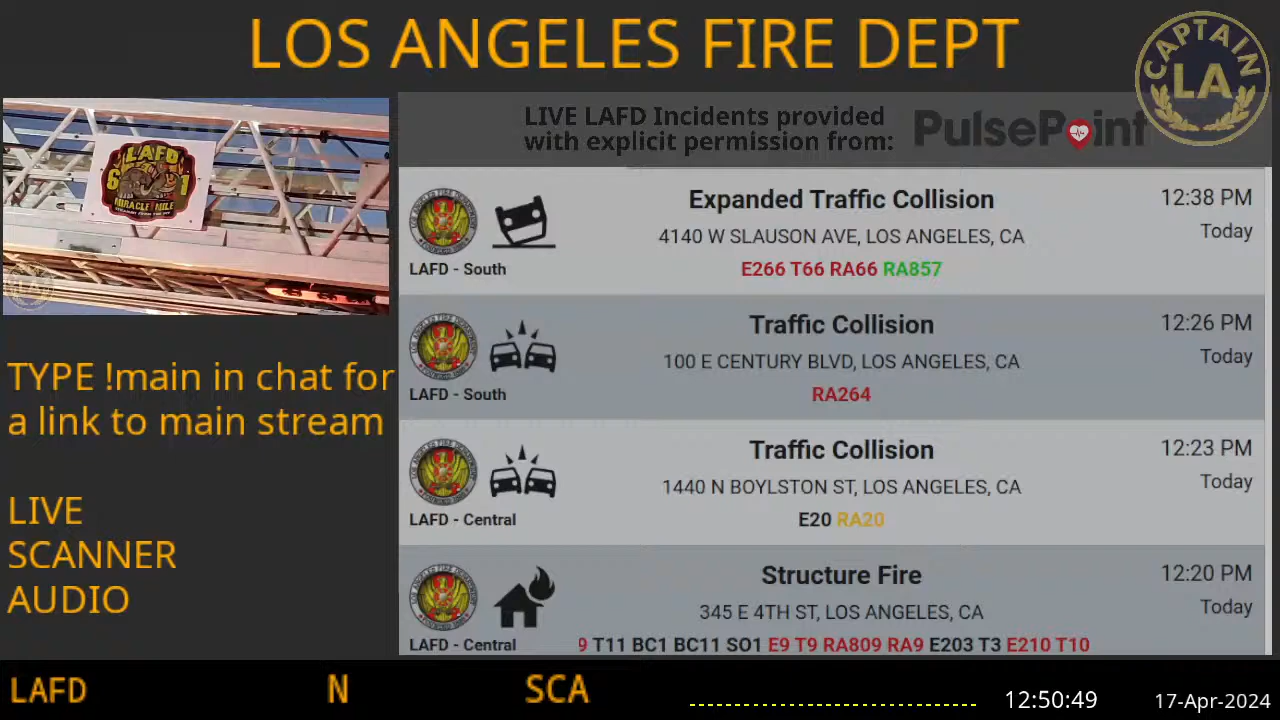 LOS ANGELES FIRE DEPT
CAPTAIN
LA
LAFD
61
MIRACLE MILE
LIVE LAFD Incidents provided
with explicit permission from:
PulsePoint
Expanded Traffic Collision
12:38 PM
4140 W SLAUSON AVE, LOS ANGELES, CA
Today
LAFD - South
E266 T66 RA66 RA857
Traffic Collision
12:26 PM
100 E CENTURY BLVD, LOS ANGELES, CA
Today
LAFD - South
RA264
Traffic Collision
12:23 PM
1440 N BOYLSTON ST, LOS ANGELES, CA
Today
LAFD - Central
E20 RA20
Structure Fire
12:20 PM
345 E 4TH ST, LOS ANGELES, CA
Today
LAFD - Central
9 T11 BC1 BC11 SO1 E9 T9 RA809 RA9 E203 T3 E210 T10
TYPE !main in chat for
a link to main stream
LIVE
SCANNER
AUDIO
LAFD N SCA
12:50:49
17-Apr-2024